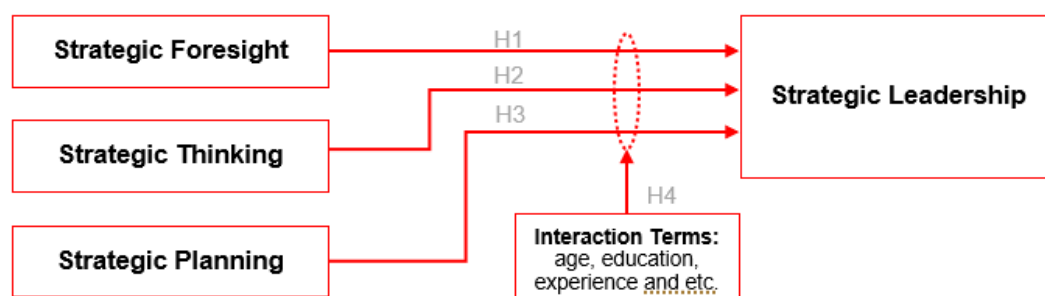 Strategic Foresight
H1
H2
Strategic Leadership
H3
Strategic Thinking
H4
Strategic Planning
Interaction Terms:
age, education,
experience and etc.